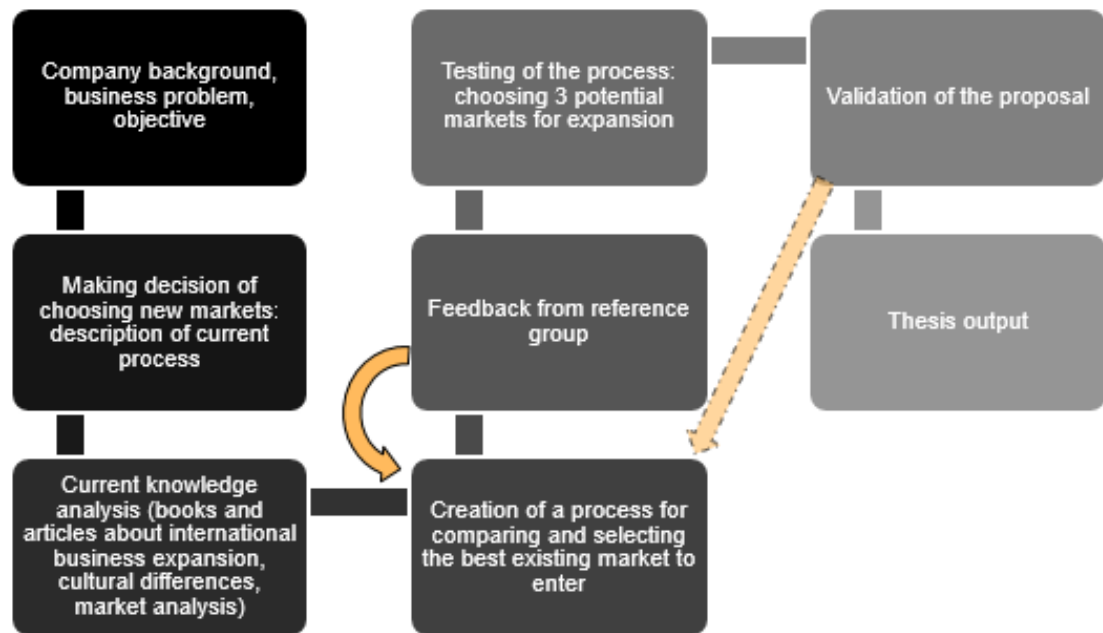 Company background,
business problem,
objective
Making decision of
choosing new markets:
description of current
process
Current knowledge
analysis (books and
articles about international
business expansion,
cultural differences,
market analysis)
Creation of a process for
comparing and selecting
the best existing market to
enter
Feedback from reference
group
Testing of the process:
choosing 3 potential
markets for expansion
Validation of the proposal
Thesis output